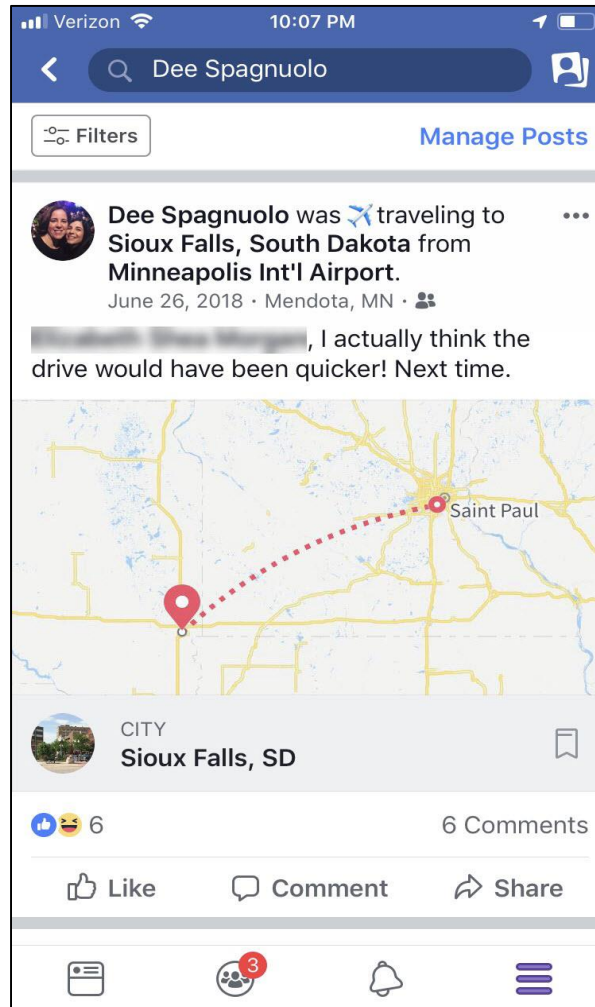 Verizon 10:07 PM
Dee Spagnuolo
Filters Manage Posts
Dee Spagnuolo was traveling to
Sioux Falls, South Dakota from
Minneapolis Int'l Airport.
June 26, 2018 · Mendota, MN ·
, I actually think the
drive would have been quicker! Next time.
Saint Paul
CITY
Sioux Falls, SD
6 6 Comments
Like Comment Share
3